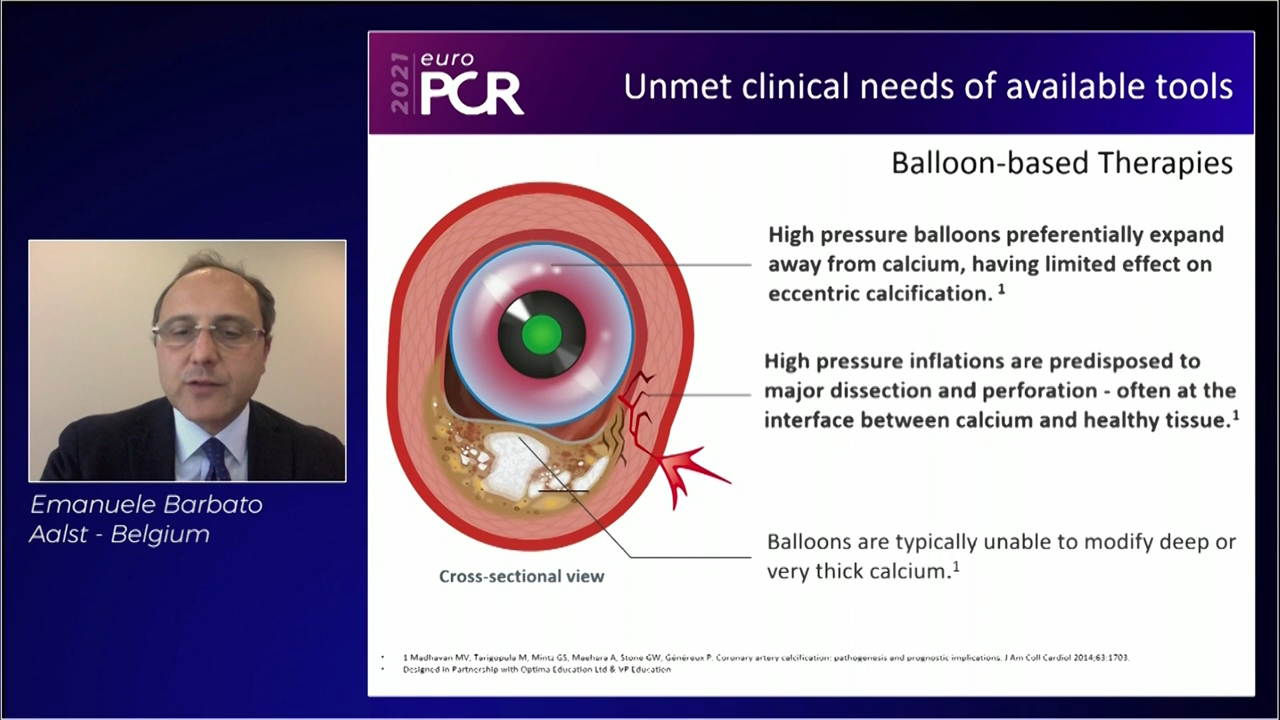 2021
euro
PCR
Unmet clinical needs of available tools
Balloon-based Therapies
High pressure balloons preferentially expand
away from calcium, having limited effect on
eccentric calcification. 1
High pressure inflations are predisposed to
major dissection and perforation - often at the
interface between calcium and healthy tissue.1
Balloons are typically unable to modify deep or
very thick calcium.1
Cross-sectional view
Emanuele Barbato
Aalst - Belgium
• 1 Madhavan MV, Tarigopula M, Mintz GS, Maehara A, Stone GW, Généreux P. Coronary artery calcification: pathogenesis and prognostic implications. J Am Coll Cardiol 2014;63:1703.
• Designed in Partnership with Optima Education Ltd & VP Education